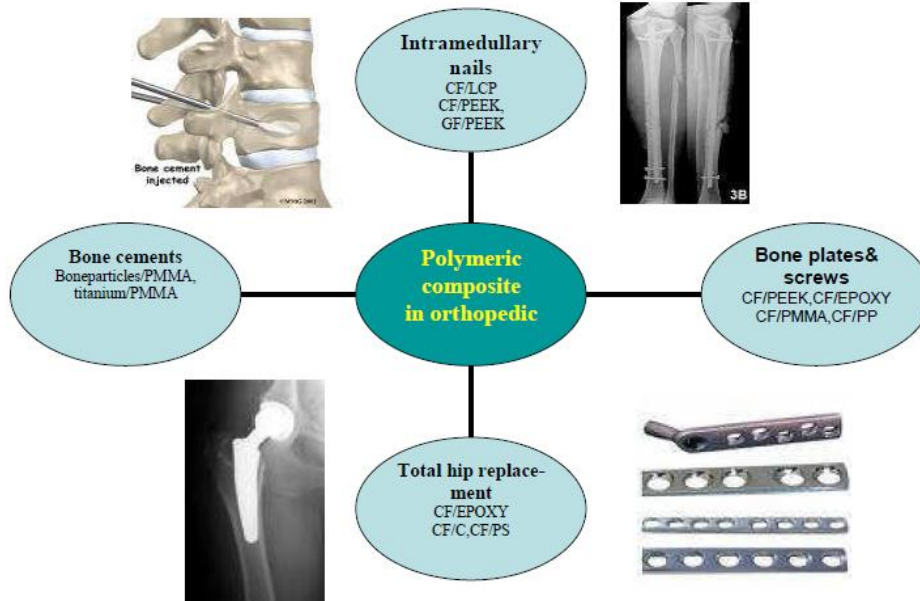 Intramedullary
nails
CF/LCP
CF/PEEK,
GF/PEEK
Bone cement
injected
3B
Bone cements
Boneparticles/PMMA,
titanium/PMMA
Polymeric
composite
in orthopedic
Bone plates&
screws
CF/PEEK,CF/EPOXY
CF/PMMA,CF/PP
Total hip replace-
ment
CF/EPOXY
CF/C,CF/PS